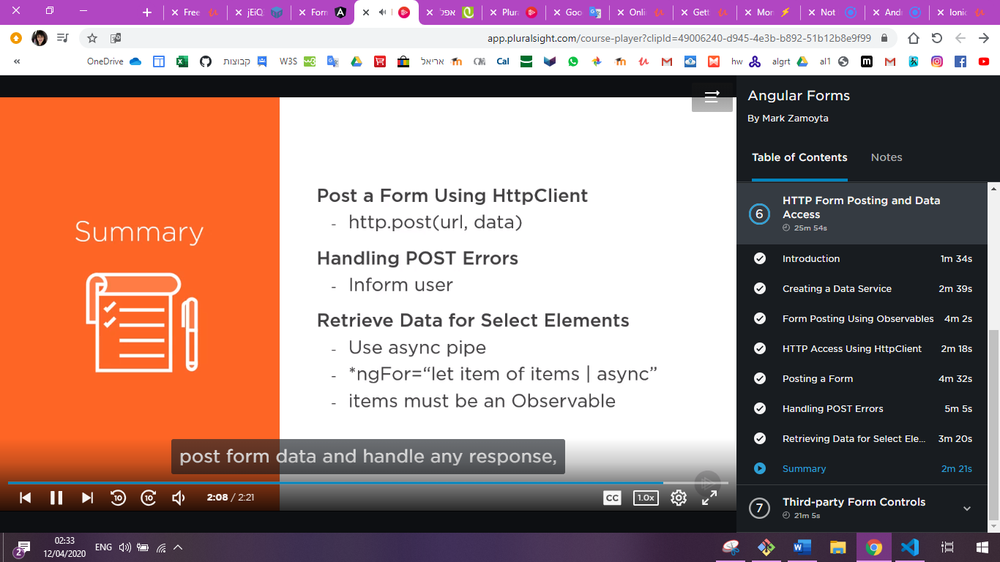 Free
jEiQ
Form
אפל
Plura
Goo
Onli
Gett
Mor
Not
Andr
Ionic
app.pluralsight.com/course-player?clipId=49006240-d945-4e3b-b892-51b12b8e9f99
«
OneDrive
קבוצות
W3S
אריאל
Cal
hw
algrt
al1
Summary
Post a Form Using HttpClient
- http.post(url, data)
Handling POST Errors
- Inform user
Retrieve Data for Select Elements
- Use async pipe
- *ngFor=“let item of items | async”
- items must be an Observable
post form data and handle any response,
10
10
2:08 / 2:21
CC
1.0x
Angular Forms
By Mark Zamoyta
Table of Contents
Notes
6
HTTP Form Posting and Data
Access
25m 54s
Introduction 1m 34s
Creating a Data Service 2m 39s
Form Posting Using Observables 4m 2s
HTTP Access Using HttpClient 2m 18s
Posting a Form 4m 32s
Handling POST Errors 5m 5s
Retrieving Data for Select Ele... 3m 20s
Summary 2m 21s
7
Third-party Form Controls
21m 5s
2
02:33
12/04/2020
ENG